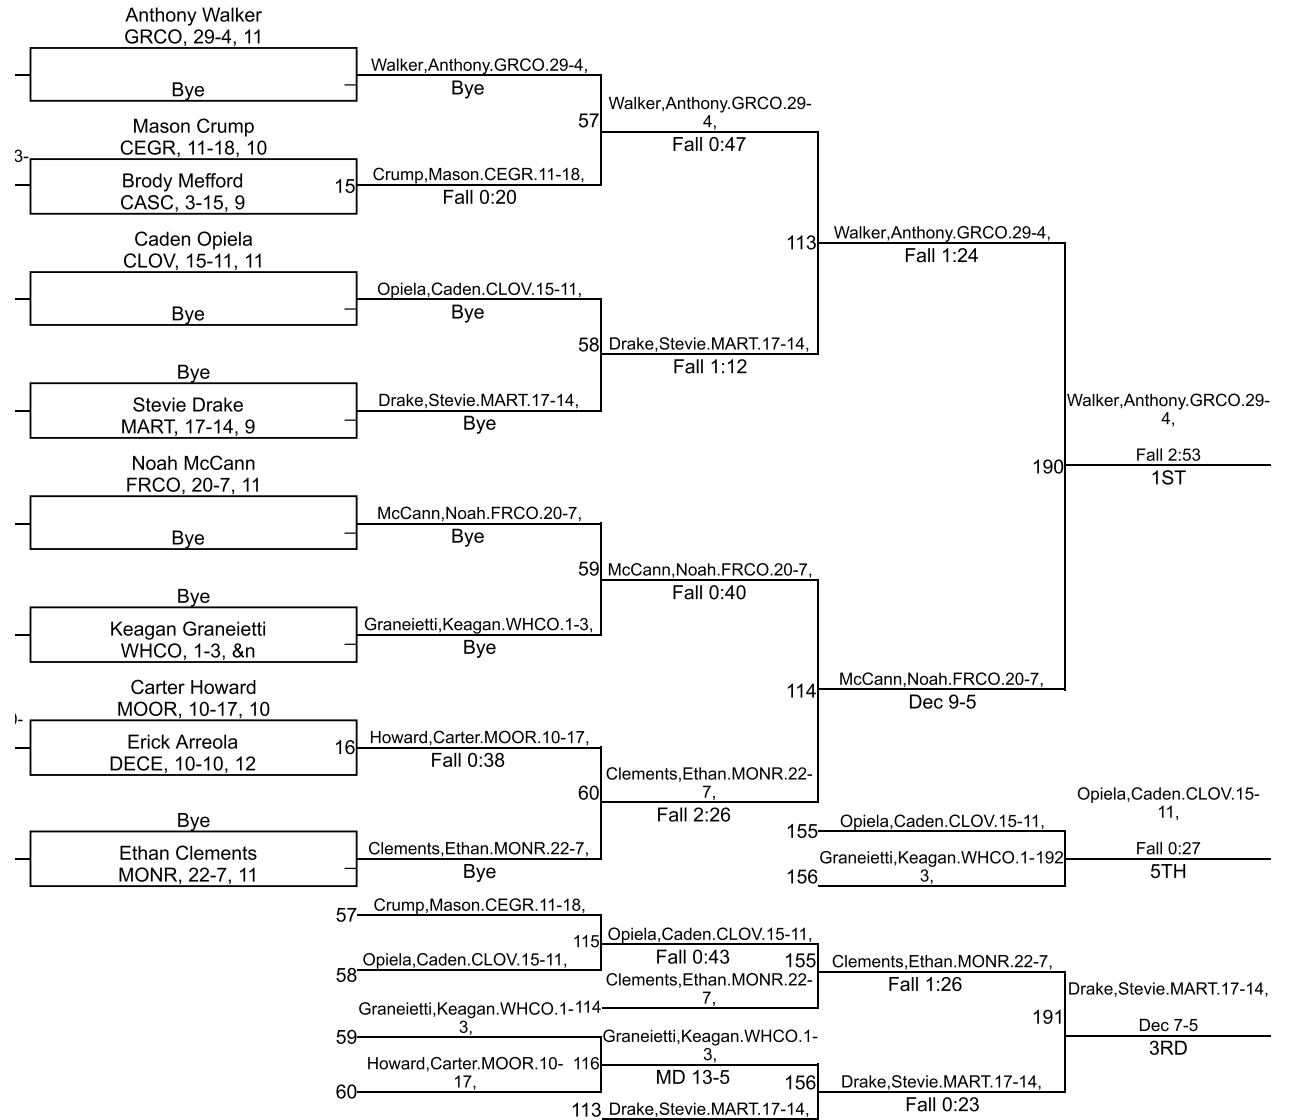 Anthony Walker
GRCO, 29-4, 11
Bye
Walker,Anthony.GRCO.29-4,
Bye
Mason Crump
CEGR, 11-18, 10
3-
Brody Mefford
CASC, 3-15, 9
15
Crump,Mason.CEGR.11-18,
Fall 0:20
57
Walker,Anthony.GRCO.29-
4,
Fall 0:47
Caden Opiela
CLOV, 15-11, 11
Bye
Opiela,Caden.CLOV.15-11,
Bye
Bye
Stevie Drake
MART, 17-14, 9
Drake,Stevie.MART.17-14,
Bye
58
Drake,Stevie.MART.17-14,
Fall 1:12
113
Walker,Anthony.GRCO.29-4,
Fall 1:24
Noah McCann
FRCO, 20-7, 11
Bye
McCann,Noah.FRCO.20-7,
Bye
Bye
Keagan Graneietti
WHCO, 1-3, &n
Graneietti,Keagan.WHCO.1-3,
Bye
59
McCann,Noah.FRCO.20-7,
Fall 0:40
Carter Howard
MOOR, 10-17, 10
)-
Erick Arreola
DECE, 10-10, 12
16
Howard,Carter.MOOR.10-17,
Fall 0:38
Bye
Ethan Clements
MONR, 22-7, 11
Clements,Ethan.MONR.22-7,
Bye
60
Clements,Ethan.MONR.22-
7,
Fall 2:26
114
McCann,Noah.FRCO.20-7,
Dec 9-5
190
Walker,Anthony.GRCO.29-
4,
Fall 2:53
1ST
155
Opiela,Caden.CLOV.15-11,
156
Graneietti,Keagan.WHCO.1-192
3,
Opiela,Caden.CLOV.15-
11,
Fall 0:27
5TH
57
Crump,Mason.CEGR.11-18,
58
Opiela,Caden.CLOV.15-11,
115
Opiela,Caden.CLOV.15-11,
Fall 0:43
114
Clements,Ethan.MONR.22-
7,
155
Clements,Ethan.MONR.22-7,
Fall 1:26
59
Graneietti,Keagan.WHCO.1-
3,
60
Howard,Carter.MOOR.10-
17,
116
Graneietti,Keagan.WHCO.1-
3,
MD 13-5
113
Drake,Stevie.MART.17-14,
156
Drake,Stevie.MART.17-14,
Fall 0:23
191
Drake,Stevie.MART.17-14,
Dec 7-5
3RD